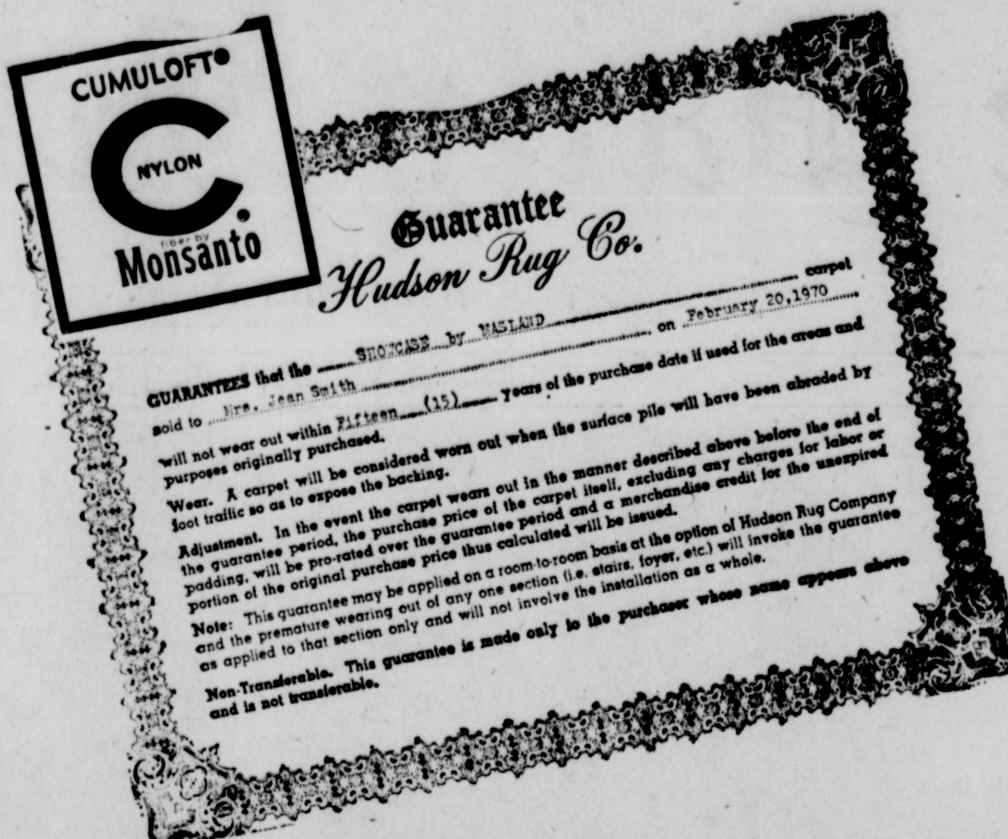 CUMULOFT®
NYLON
fiber by
Monsanto
Guarantee
Hudson Rug Co.
GUARANTEES that the SHOWCASE by MASLAND carpet
sold to Mrs. Jean Smith on February 20,1970
will not wear out within Fifteen (15) years of the purchase date if used for the areas and
purposes originally purchased.
Wear. A carpet will be considered worn out when the surface pile will have been abraded by
foot traffic so as to expose the backing.
Adjustment. In the event the carpet wears out in the manner described above before the end of
the guarantee period, the purchase price of the carpet itself, excluding any charges for labor or
padding, will be pro-rated over the guarantee period and a merchandise credit for the unexpired
portion of the original purchase price thus calculated will be issued.
Note: This guarantee may be applied on a room-to-room basis at the option of Hudson Rug Company
and the premature wearing out of any one section (i.e. stairs, foyer, etc.) will invoke the guarantee
as applied to that section only and will not involve the installation as a whole.
Non-Transferable. This guarantee is made only to the purchaser whose name appears above
and is not transferable.